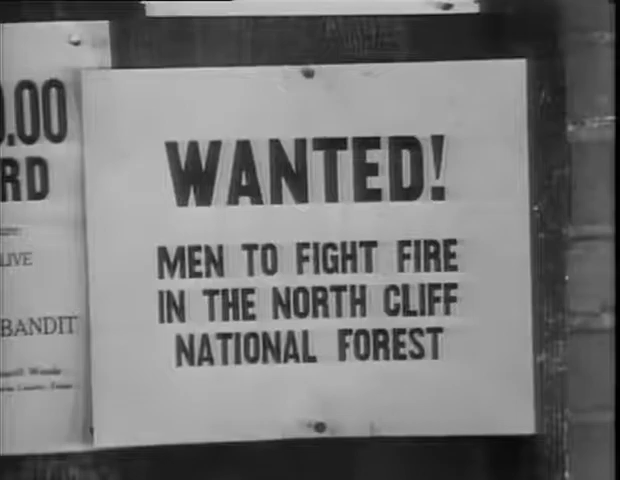 .00
RD
LIVE
BANDIT
WANTED!
MEN TO FIGHT FIRE
IN THE NORTH CLIFF
NATIONAL FOREST